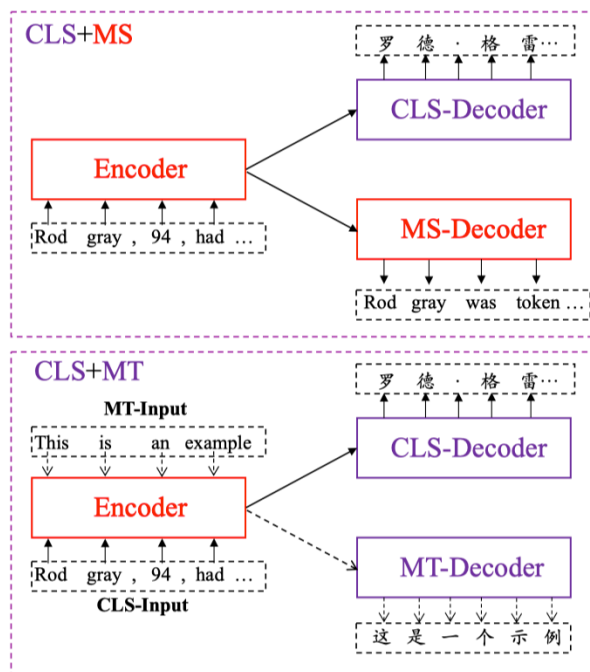 CLS+MS
罗 德 · 格 雷…
CLS-Decoder
Encoder
Rod gray , 94 , had …
MS-Decoder
Rod gray was token …
CLS+MT
罗 德 · 格 雷…
MT-Input
This is an example
CLS-Decoder
Encoder
Rod gray , 94 , had …
CLS-Input
MT-Decoder
这 是 一 个 示 例